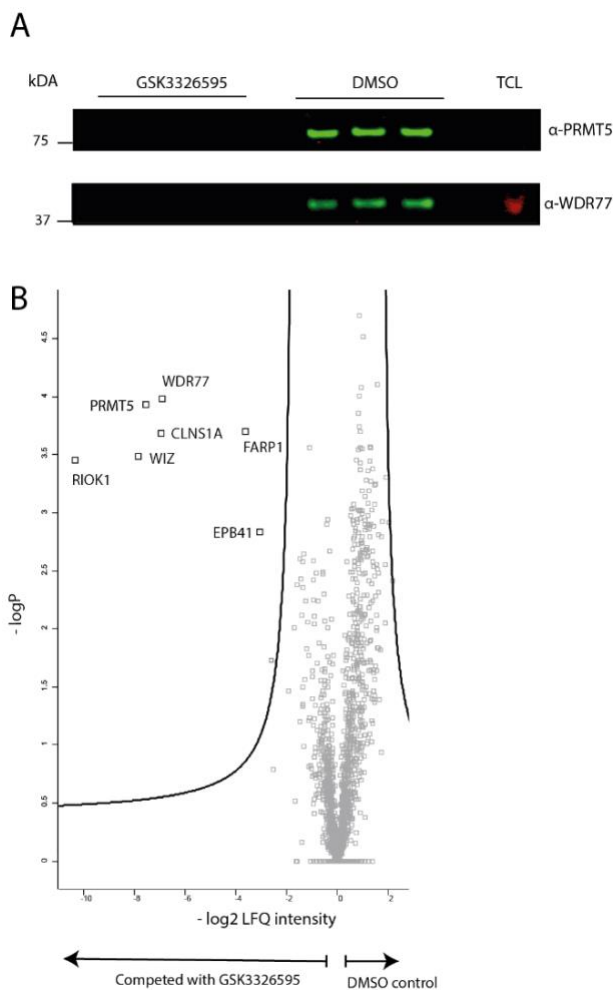 A
kDA GSK3326595 DMSO TCL
75 α-PRMT5
37 α-WDR77
B
4.5
4
WDR77
PRMT5
CLNS1A
FARP1
3.5
WIZ
RIOK1
3
EPB41
2.5
- logP
2
1.5
1
0.5
0
-10 -8 -6 -4 -2 0 2
- log2 LFQ intensity
Competed with GSK3326595 DMSO control